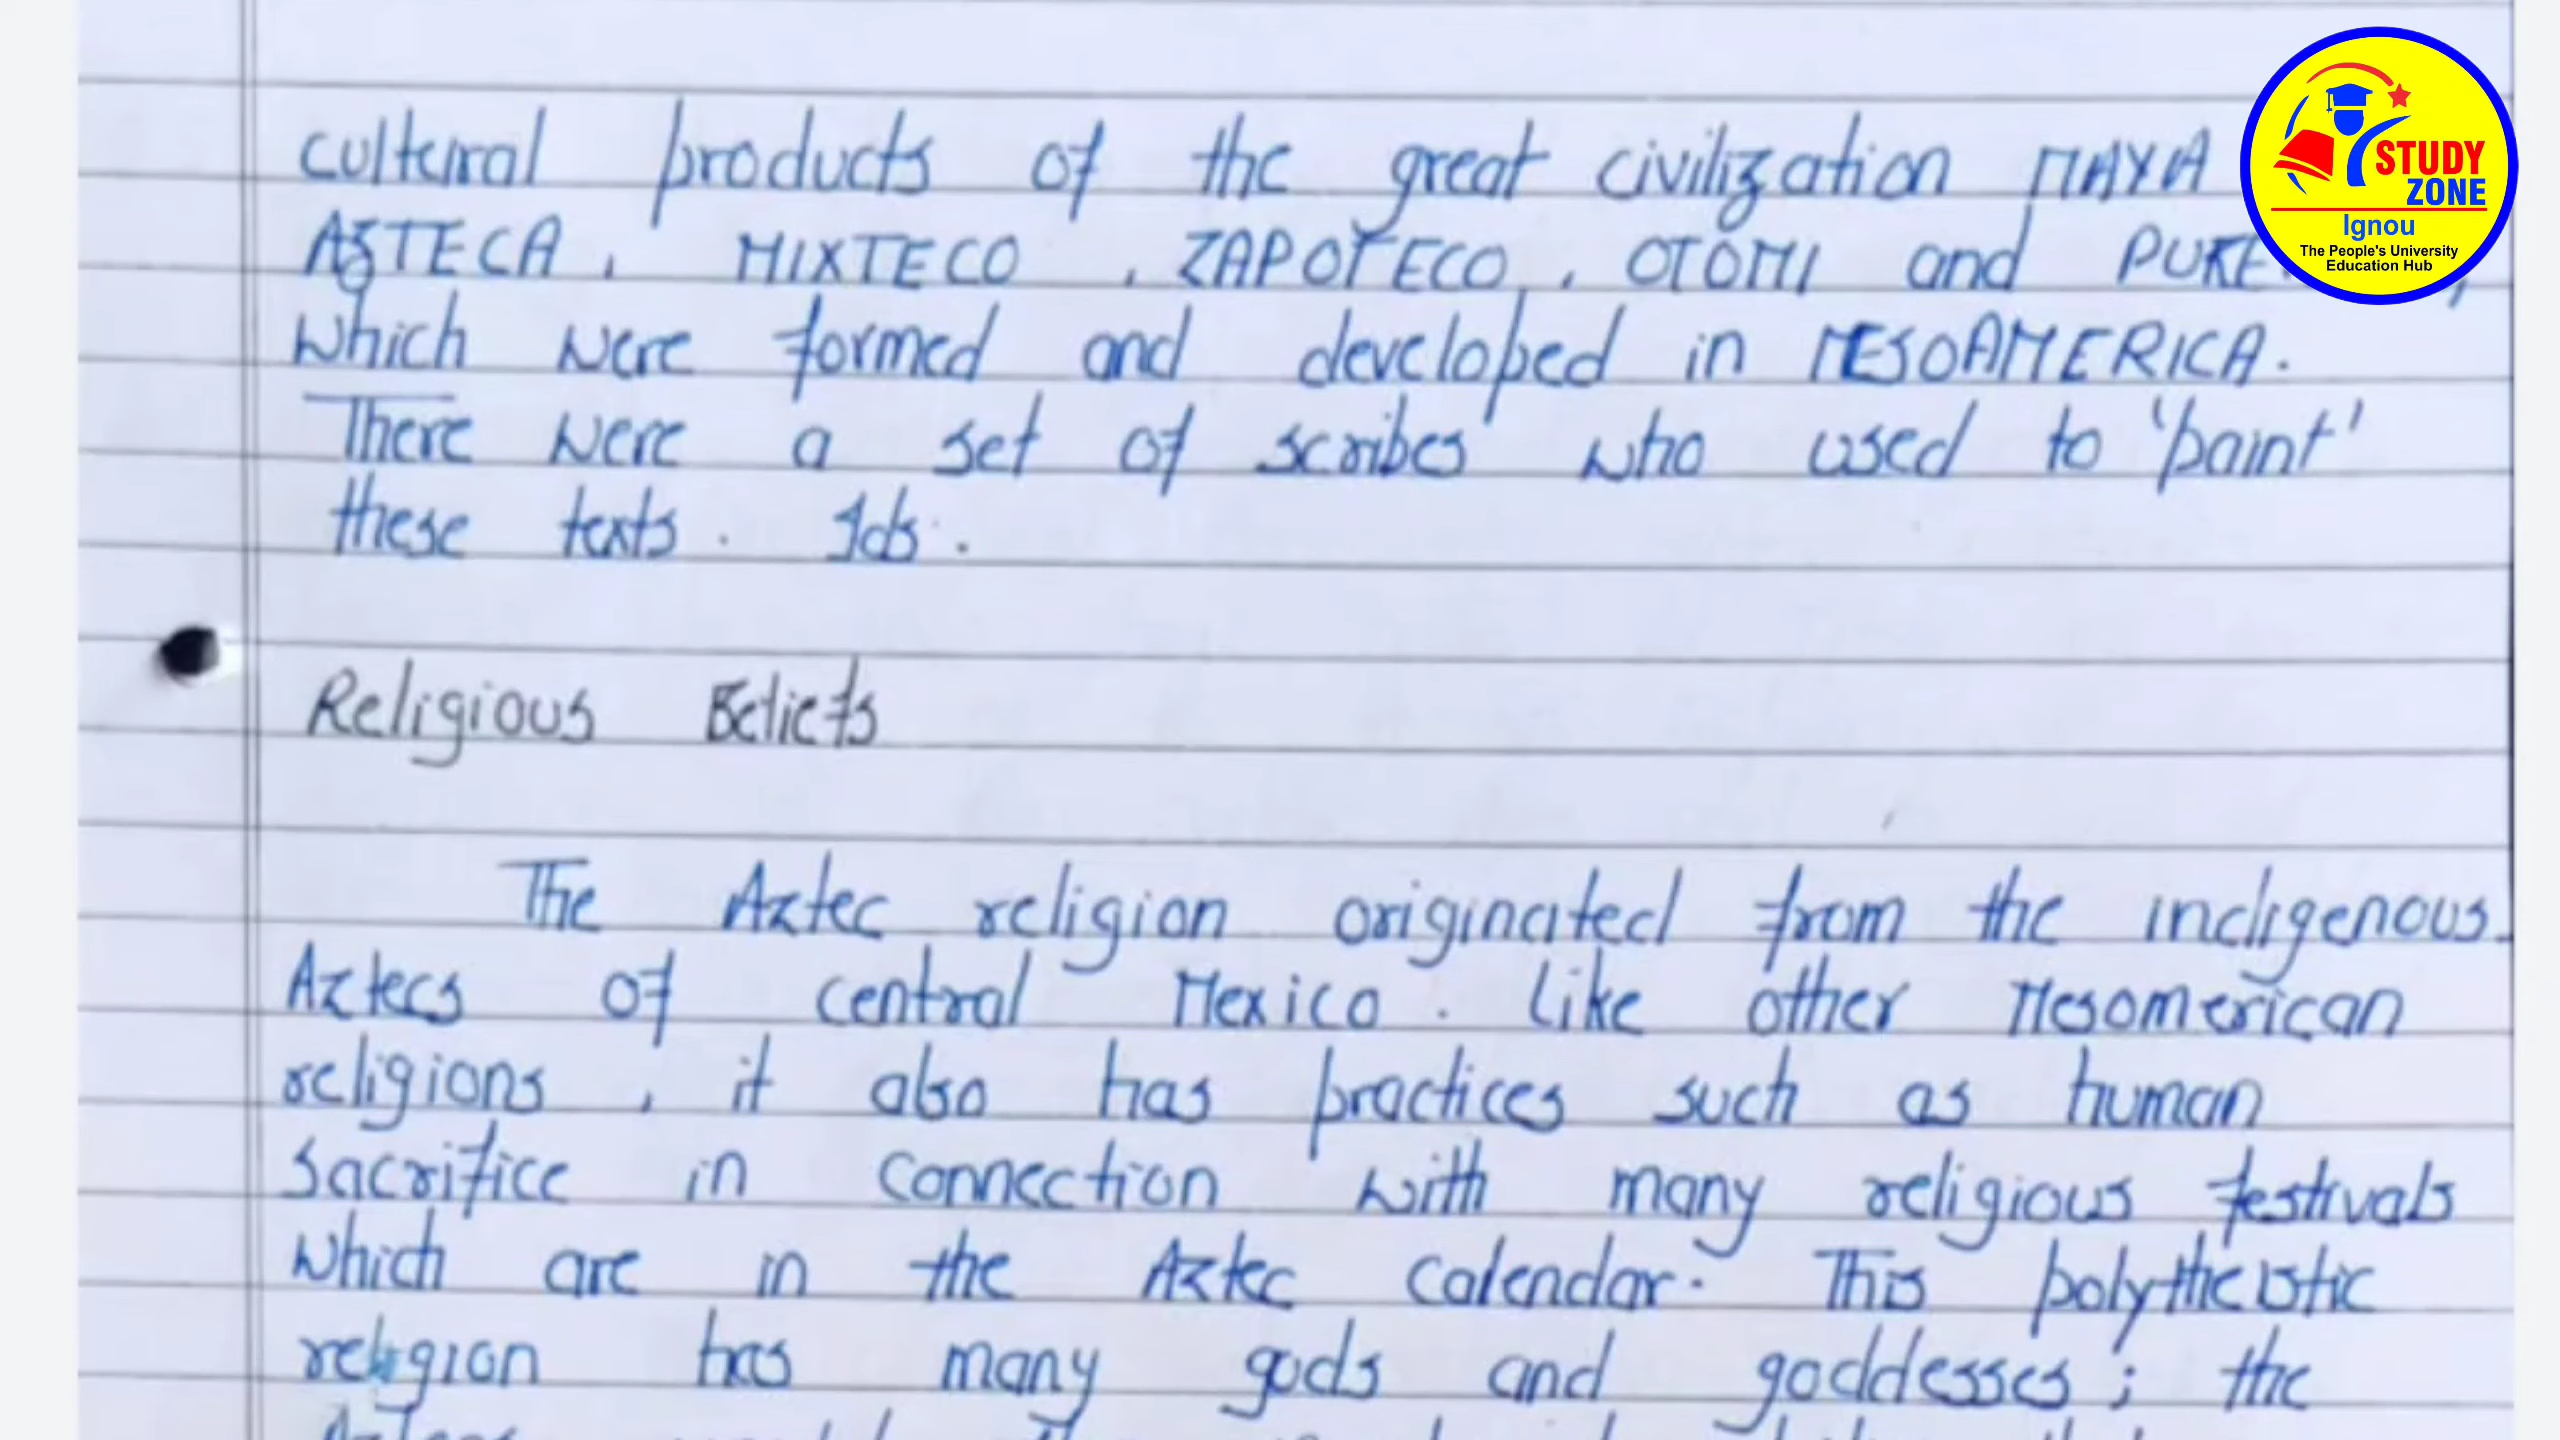 cultural products of the great civilization MAYA
AZTECA, MIXTECO, ZAPOTECO, OTOMI and
which were formed and developed in MESOAMERICA.
There were a set of scribes who used to 'paint'
these texts.
Religious Beliefs
The Aztec religion originated from the indigenous
Aztecs of central Mexico. Like other Mesomerican
religions, it also has practices such as human
Sacrifice in connection with many religious festivals
which are in the Aztec Calendar. This polytheistic
religion has many gods and goddesses; the
STUDY
ZONE
Ignou
The People's University
Education Hub